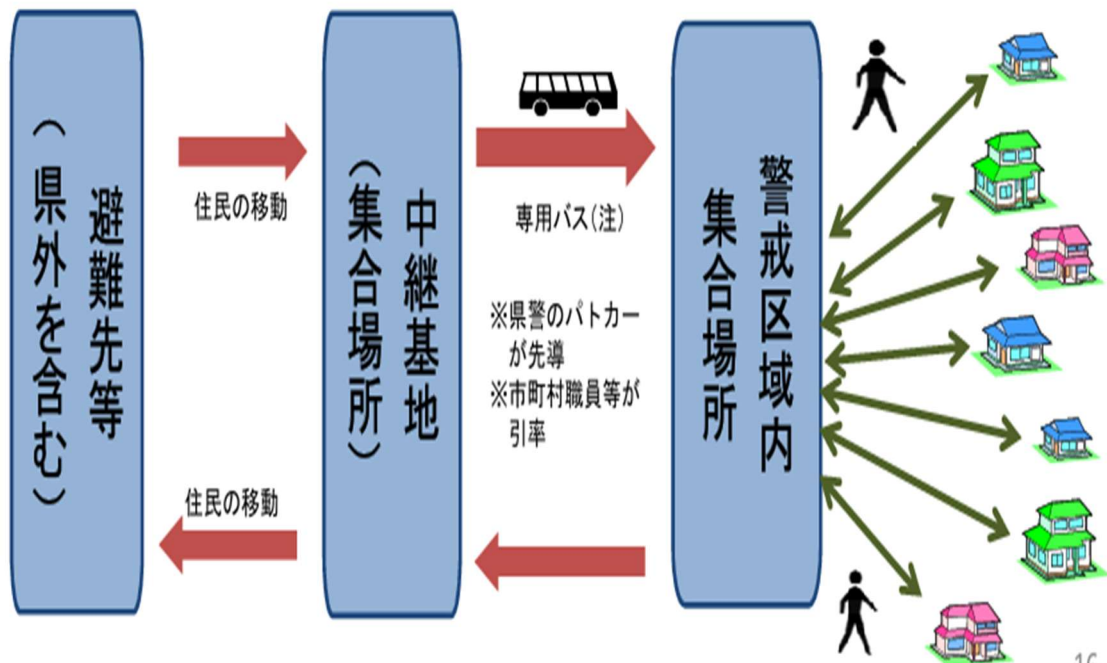 避難先等
（県外を含む）
住民の移動
住民の移動
中継基地
（集合場所）
専用バス（注）
※県警のパトカー
が先導
※市町村職員等が
引率
警戒区域内
集合場所